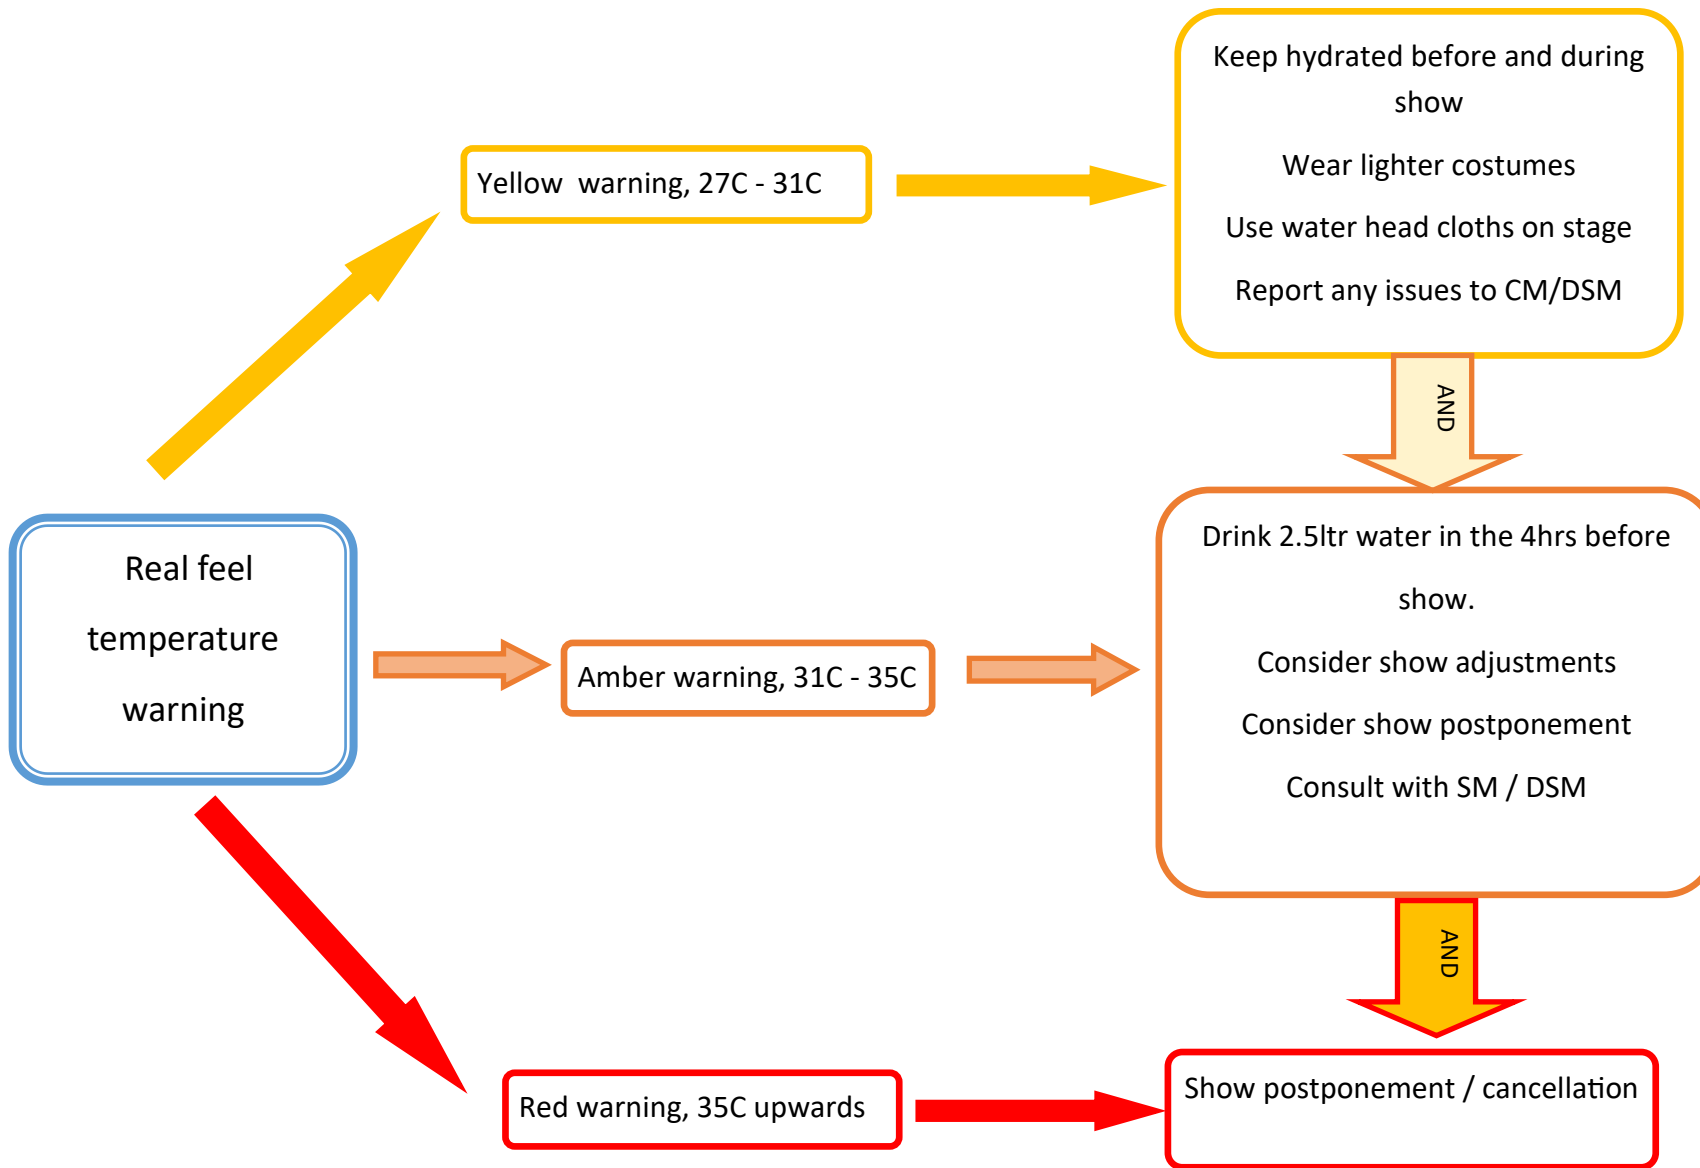 Keep hydrated before and during
show
Wear lighter costumes
Use water head cloths on stage
Report any issues to CM/DSM
Yellow  warning, 27C - 31C
AND
Real feel
temperature
warning
Amber warning, 31C - 35C
Drink 2.5ltr water in the 4hrs before
show.
Consider show adjustments
Consider show postponement
Consult with SM / DSM
AND
Red warning, 35C upwards
Show postponement / cancellation